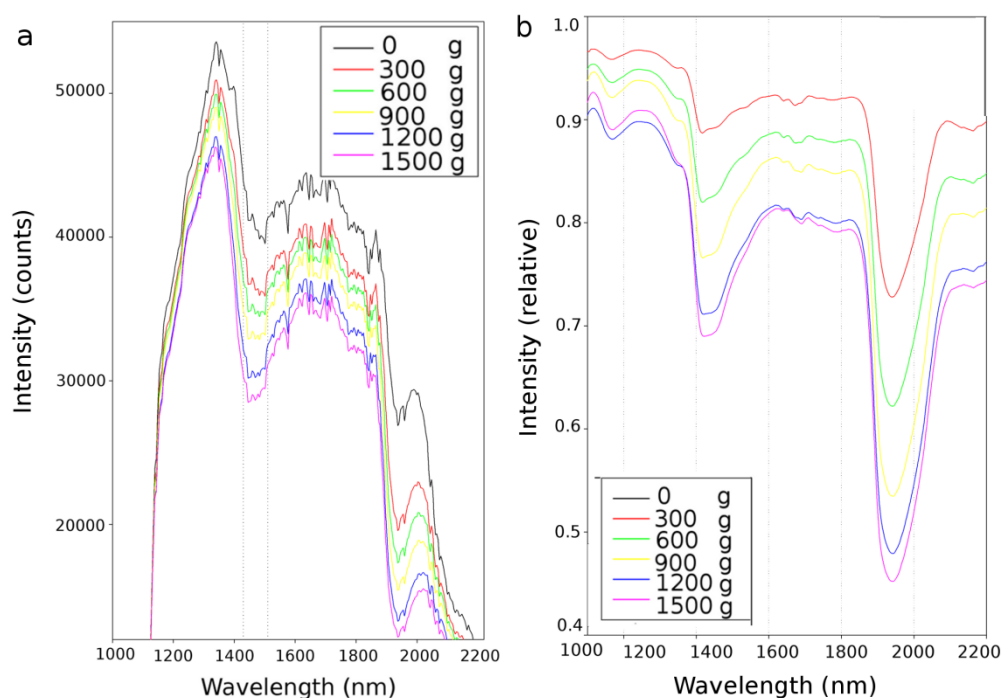 a
0 g
300 g
600 g
900 g
1200 g
1500 g
50000
40000
30000
20000
Intensity (counts)
1000 1200 1400 1600 1800 2000 2200
Wavelength (nm)
b
1.0
0.9
0.8
0.7
0.6
0.5
0.4
Intensity (relative)
0 g
300 g
600 g
900 g
1200 g
1500 g
1000 1200 1400 1600 1800 2000 2200
Wavelength (nm)